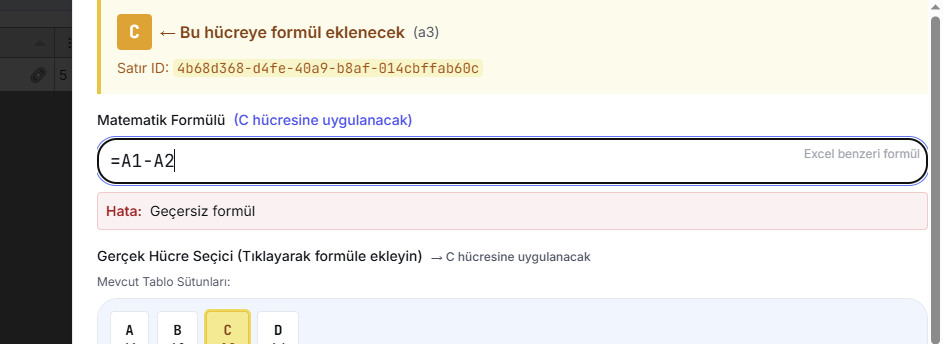 C ← Bu hücreye formül eklenecek (a3)
Satır ID: 4b68d368-d4fe-40a9-b8af-014cbffab60c
5
Matematik Formülü (C hücresine uygulanacak)
=A1-A2
Excel benzeri formül
Hata: Geçersiz formül
Gerçek Hücre Seçici (Tıklayarak formüle ekleyin) → C hücresine uygulanacak
Mevcut Tablo Sütunları:
A B C D